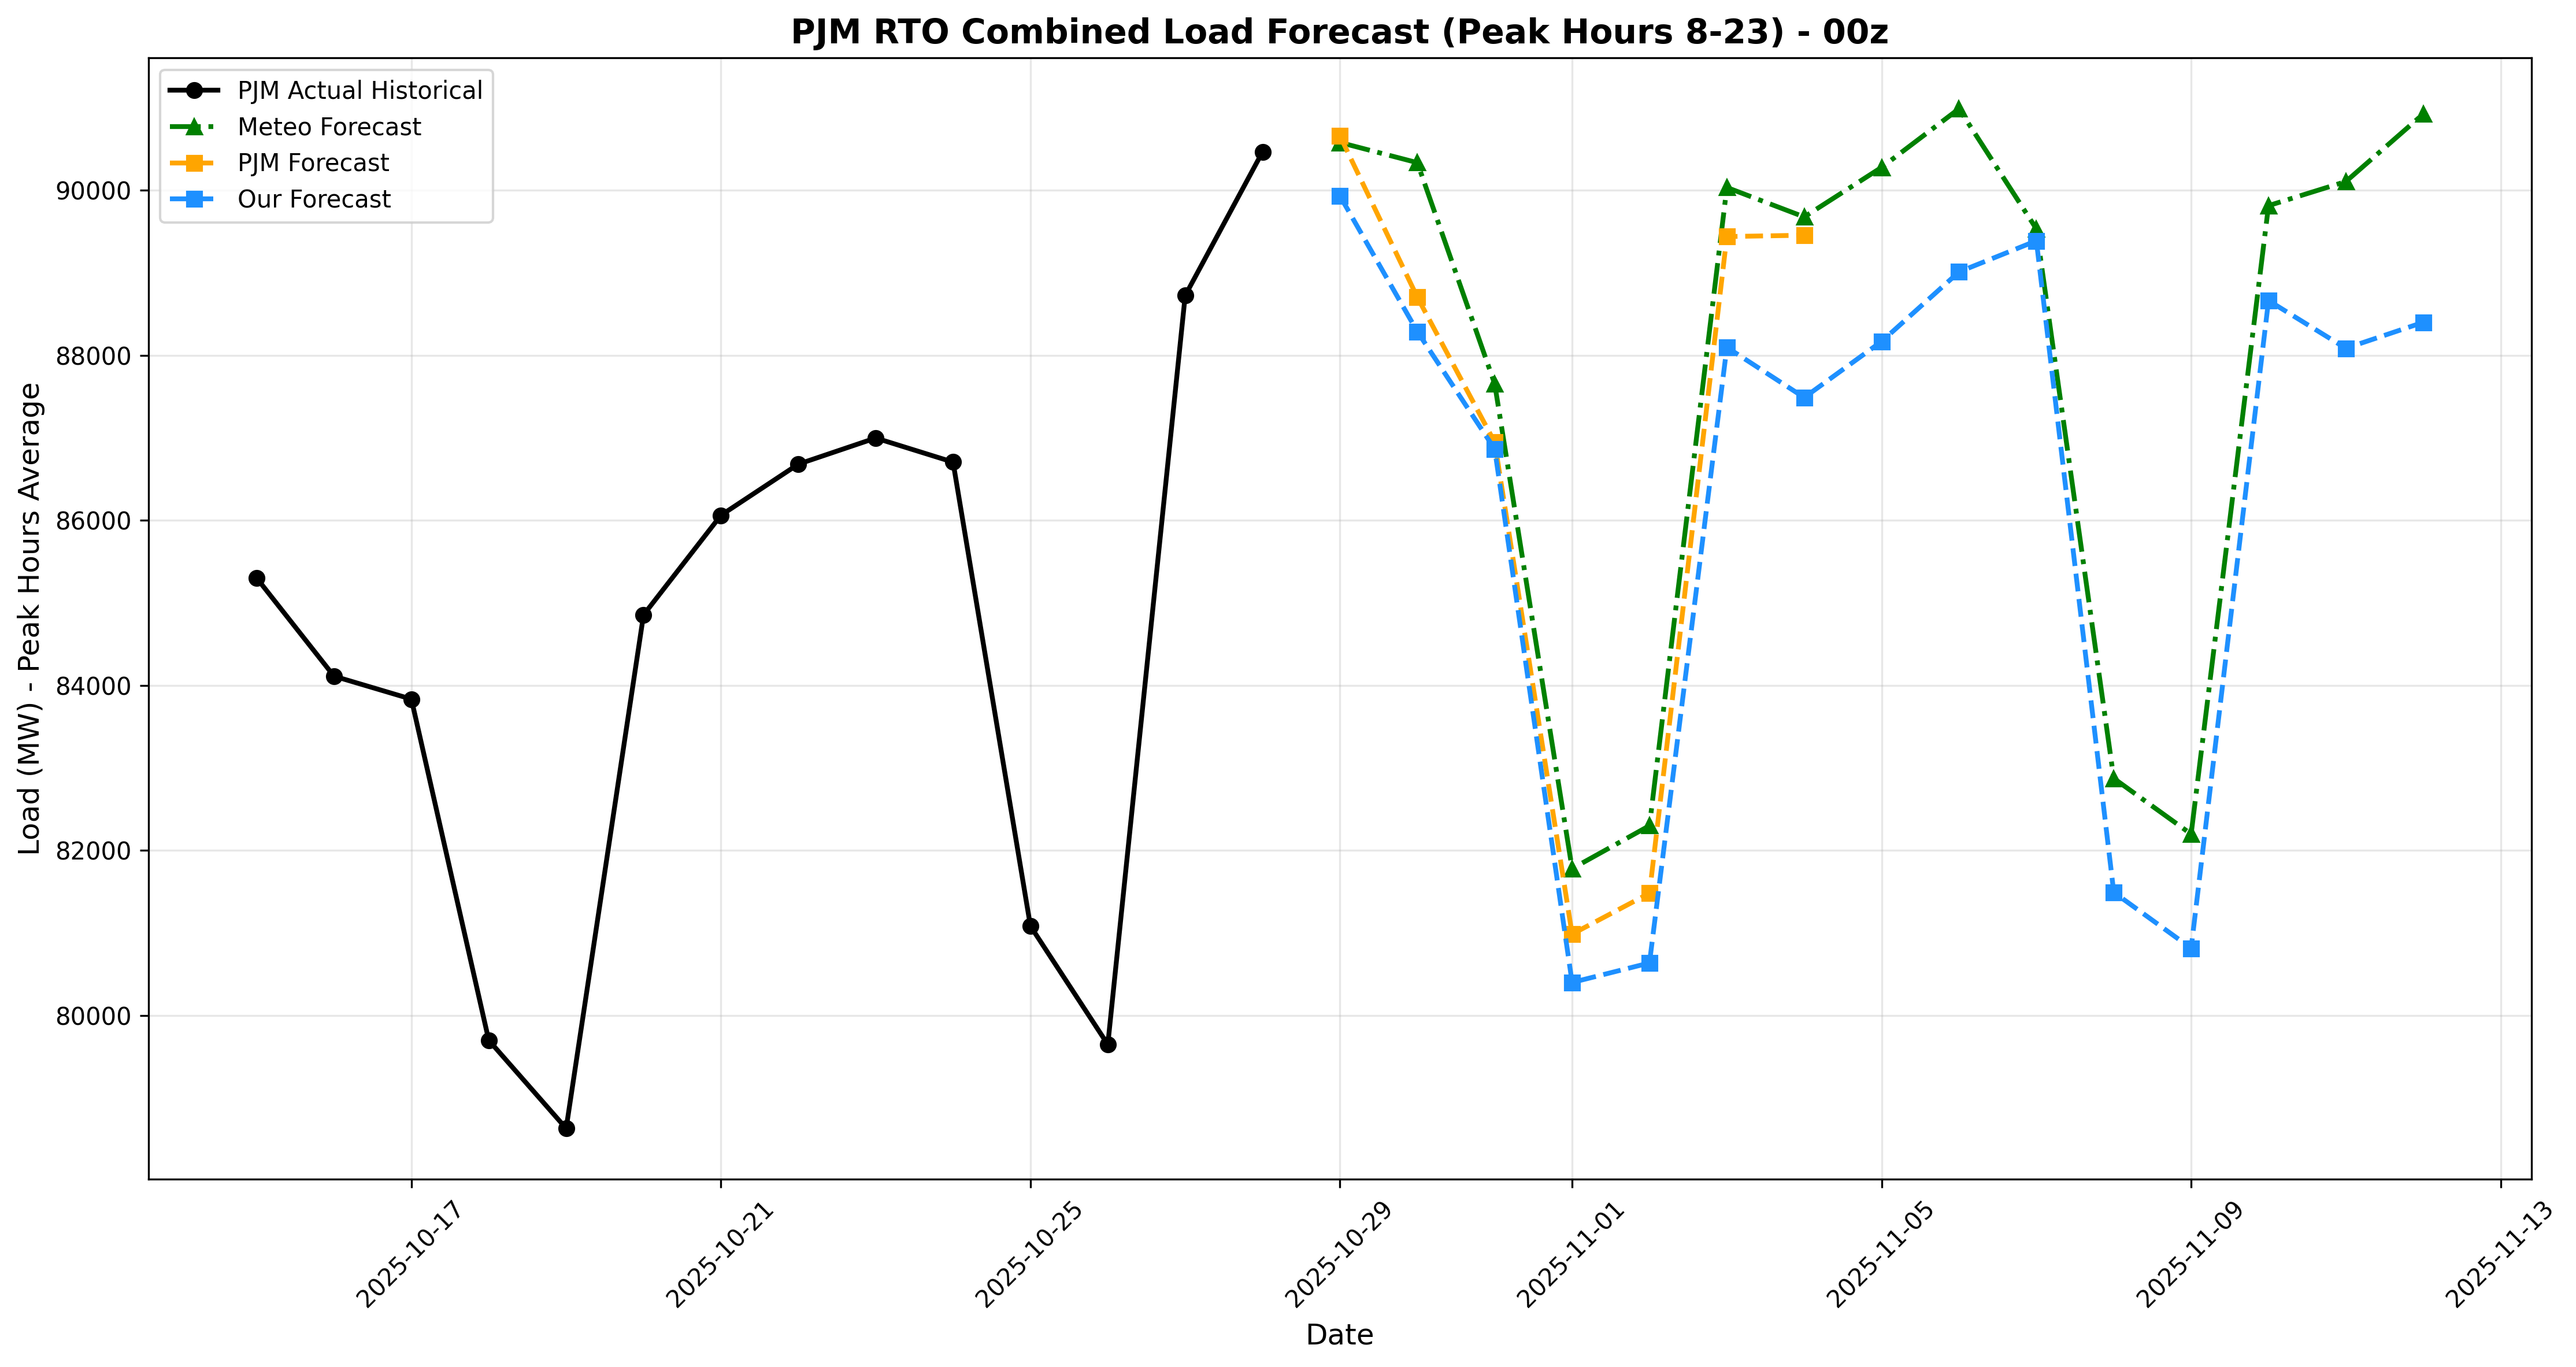 PJM RTO Combined Load Forecast (Peak Hours 8-23) - 00z
PJM Actual Historical
Meteo Forecast
PJM Forecast
Our Forecast
Load (MW) - Peak Hours Average
90000
88000
86000
84000
82000
80000
2025-10-17
2025-10-21
2025-10-25
2025-10-29
2025-11-01
2025-11-05
2025-11-09
2025-11-13
Date